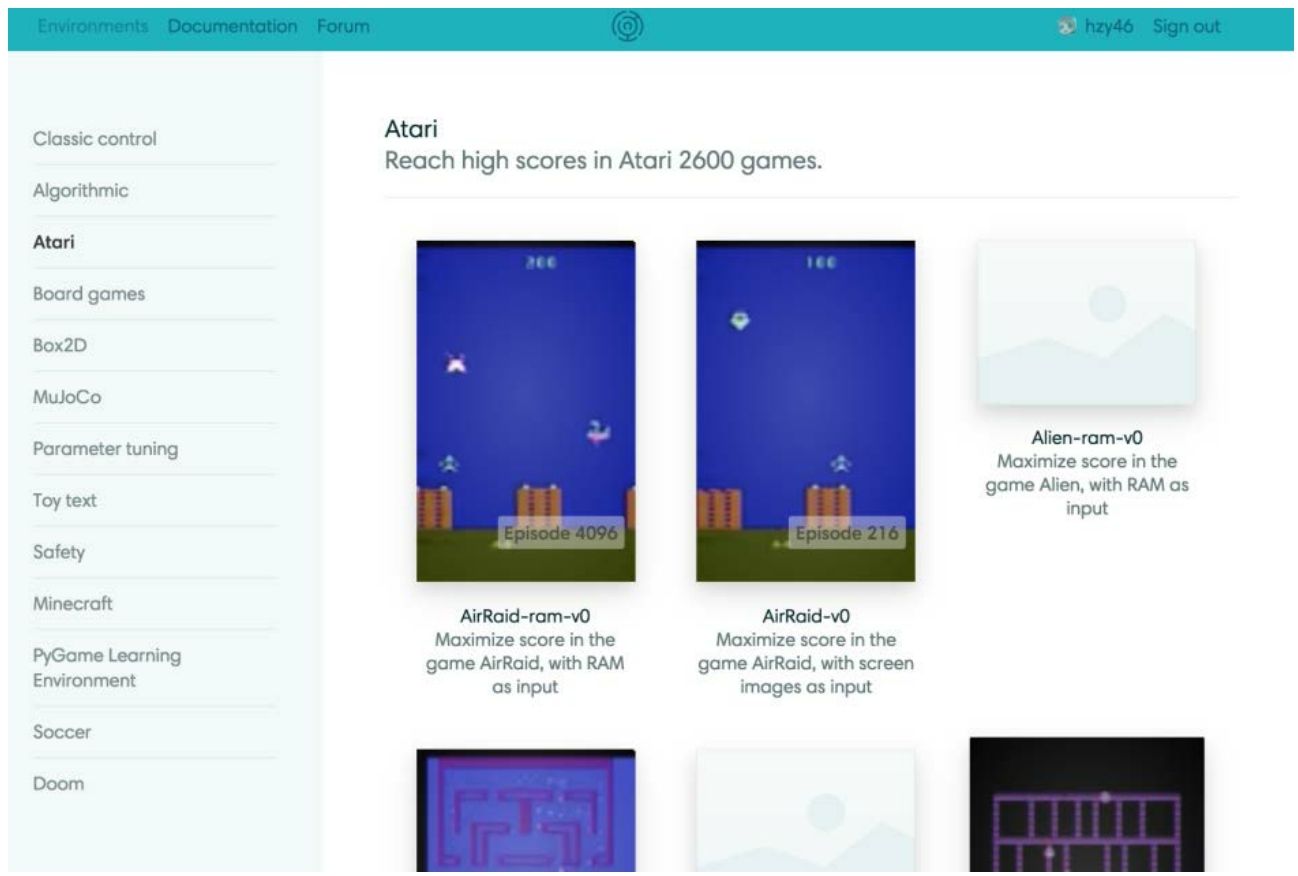 Environments Documentation Forum
hzy46 Sign out
Classic control
Algorithmic
Atari
Board games
Box2D
MuJoCo
Parameter tuning
Toy text
Safety
Minecraft
PyGame Learning
Environment
Soccer
Doom
Atari
Reach high scores in Atari 2600 games.
200
Episode 4096
AirRaid-ram-v0
Maximize score in the
game AirRaid, with RAM
as input
100
Episode 216
AirRaid-v0
Maximize score in the
game AirRaid, with screen
images as input
Alien-ram-v0
Maximize score in the
game Alien, with RAM as
input